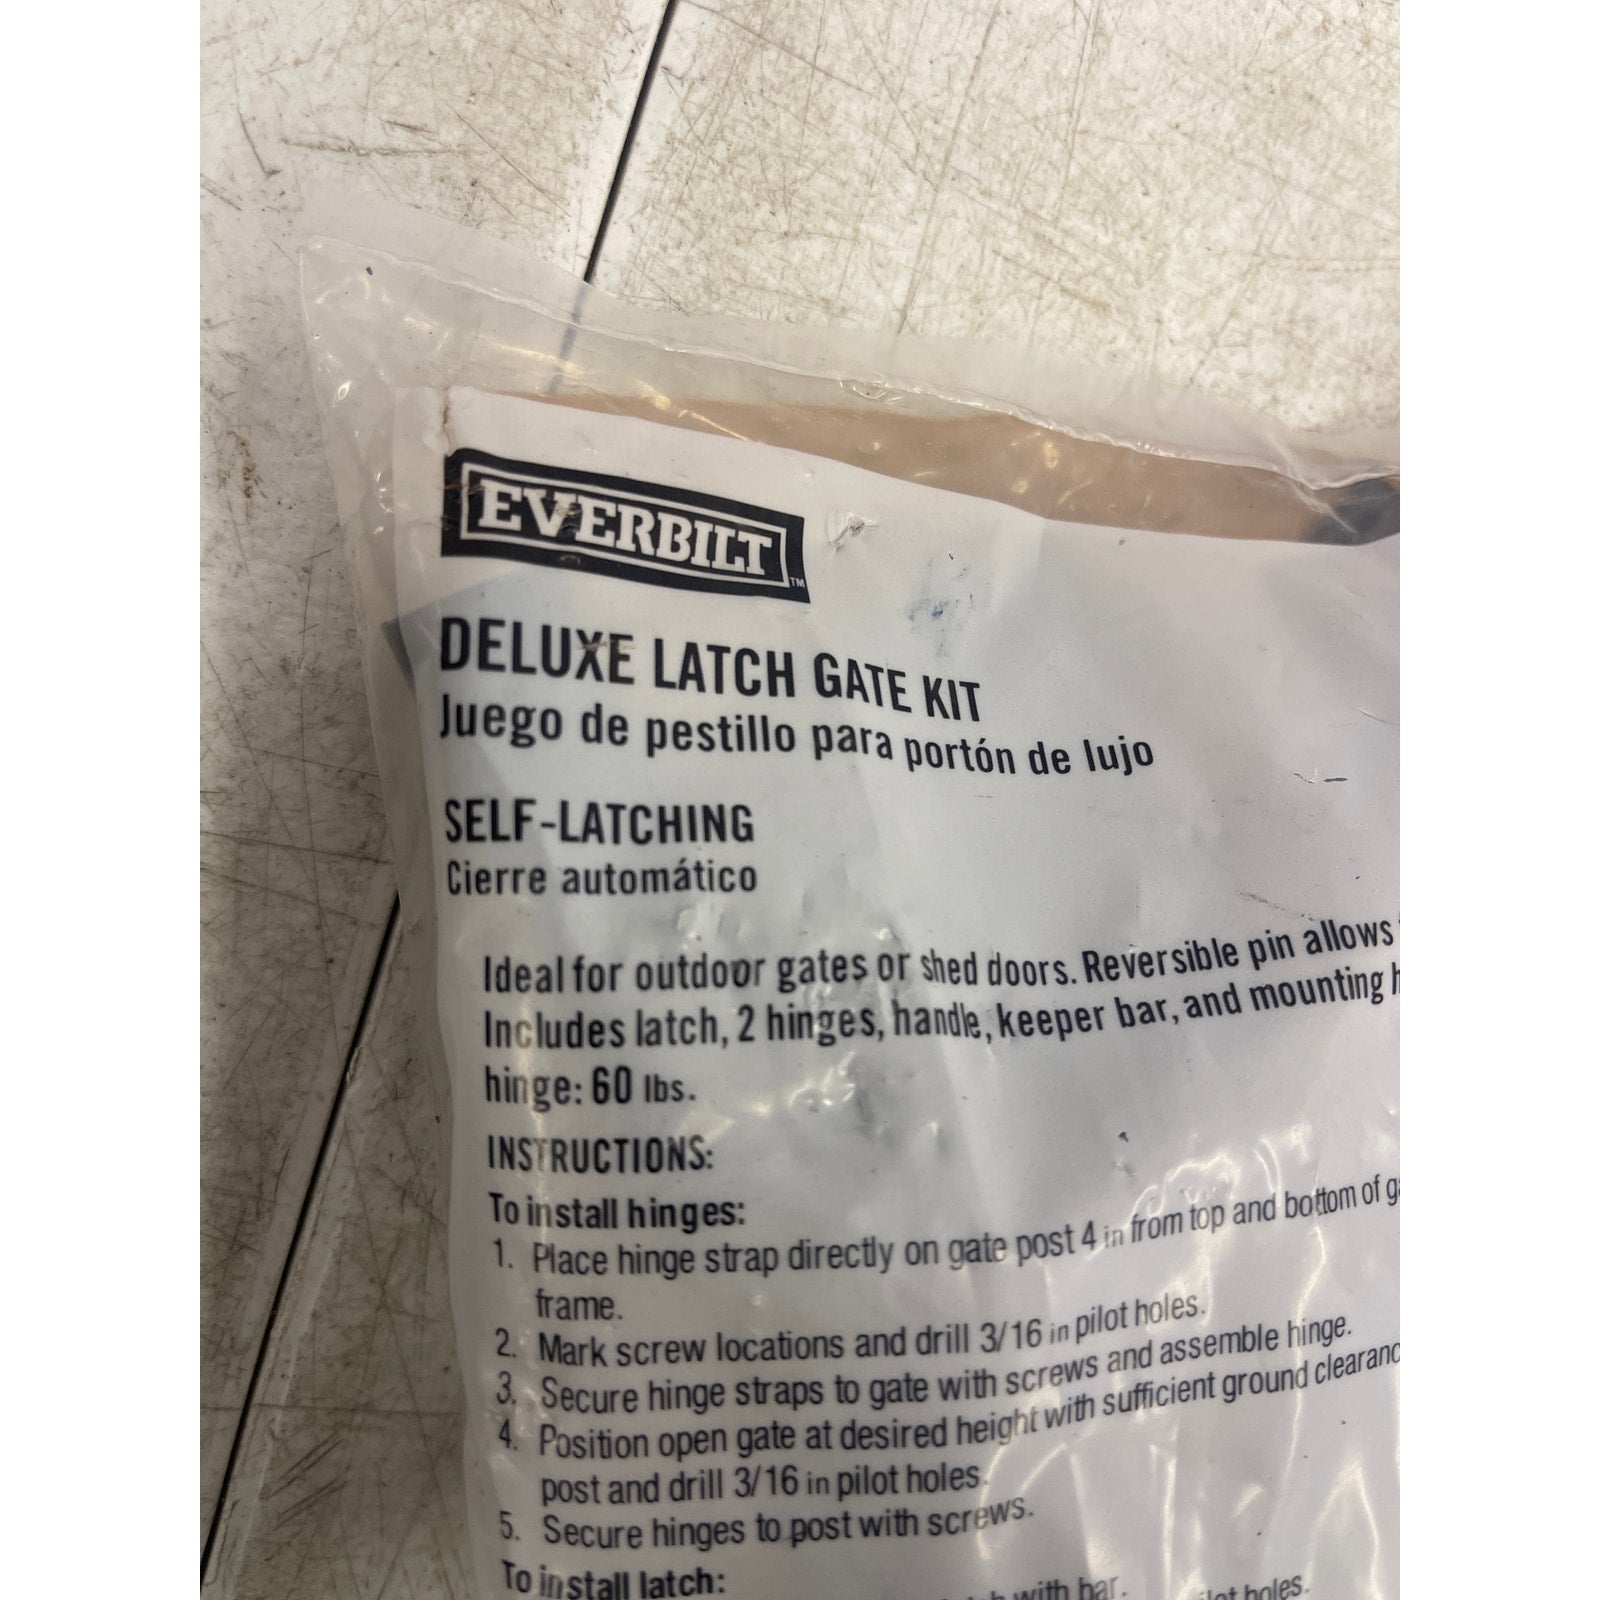 EVERBILT
TM
DELUXE LATCH GATE KIT
Juego de pestillo para portón de lujo
SELF-LATCHING
Cierre automático
Ideal for outdoor gates or shed doors. Reversible pin allows
Includes latch, 2 hinges, handle, keeper bar, and mounting
hinge: 60 lbs.
INSTRUCTIONS:
To install hinges:
1. Place hinge strap directly on gate post 4 in from top and bottom of
frame.
2. Mark screw locations and drill 3/16 in pilot holes.
3. Secure hinge straps to gate with screws and assemble hinge.
4. Position open gate at desired height with sufficient ground
post and drill 3/16 in pilot holes.
5. Secure hinges to post with screws.
To install latch:
with bar. holes.